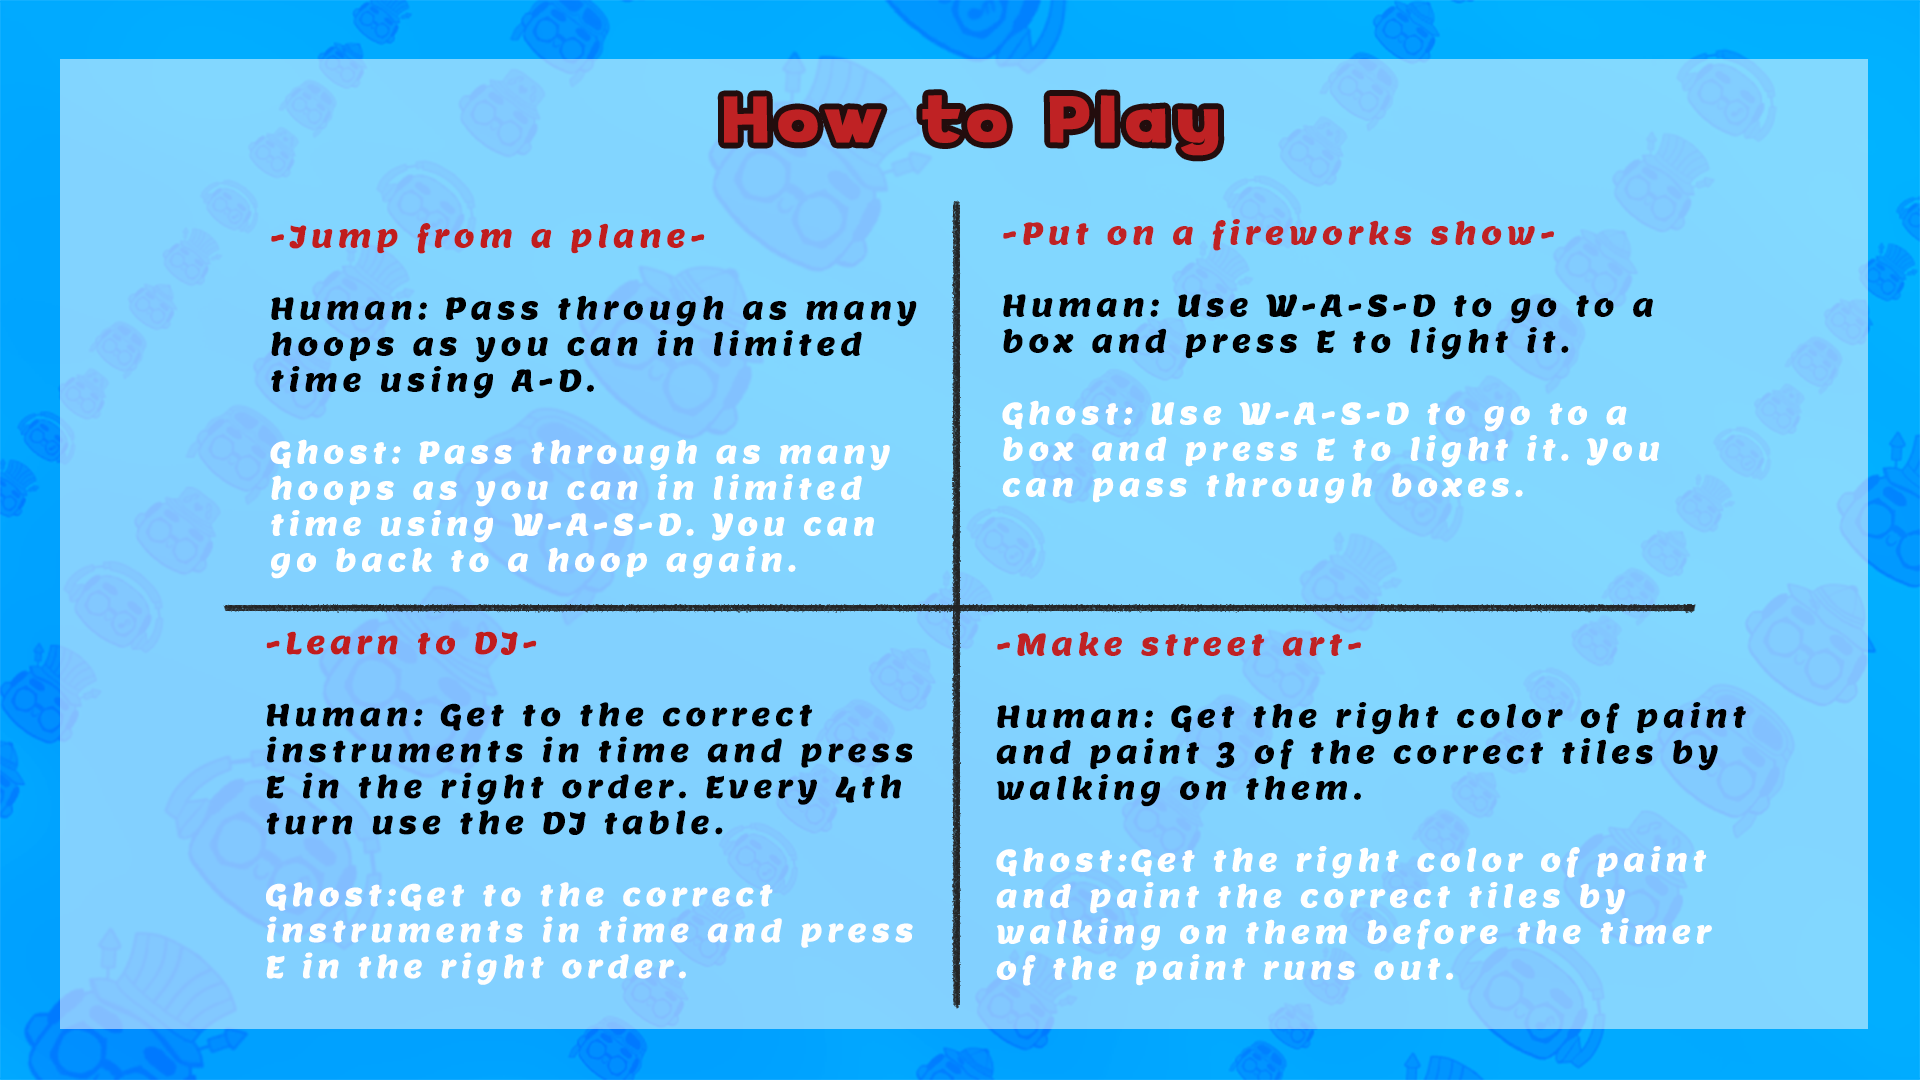 How to Play
-Jump from a plane-
Human: Pass through as many
hoops as you can in limited
time using A-D.
Ghost: Pass through as many
hoops as you can in limited
time using W-A-S-D. You can
go back to a hoop again.
-Put on a fireworks show-
Human: Use W-A-S-D to go to a
box and press E to light it.
Ghost: Use W-A-S-D to go to a
box and press E to light it. You
can pass through boxes.
-Learn to DJ-
Human: Get to the correct
instruments in time and press
E in the right order. Every 4th
turn use the DJ table.
Ghost:Get to the correct
instruments in time and press
E in the right order.
-Make street art-
Human: Get the right color of paint
and paint 3 of the correct tiles by
walking on them.
Ghost:Get the right color of paint
and paint the correct tiles by
walking on them before the timer
of the paint runs out.